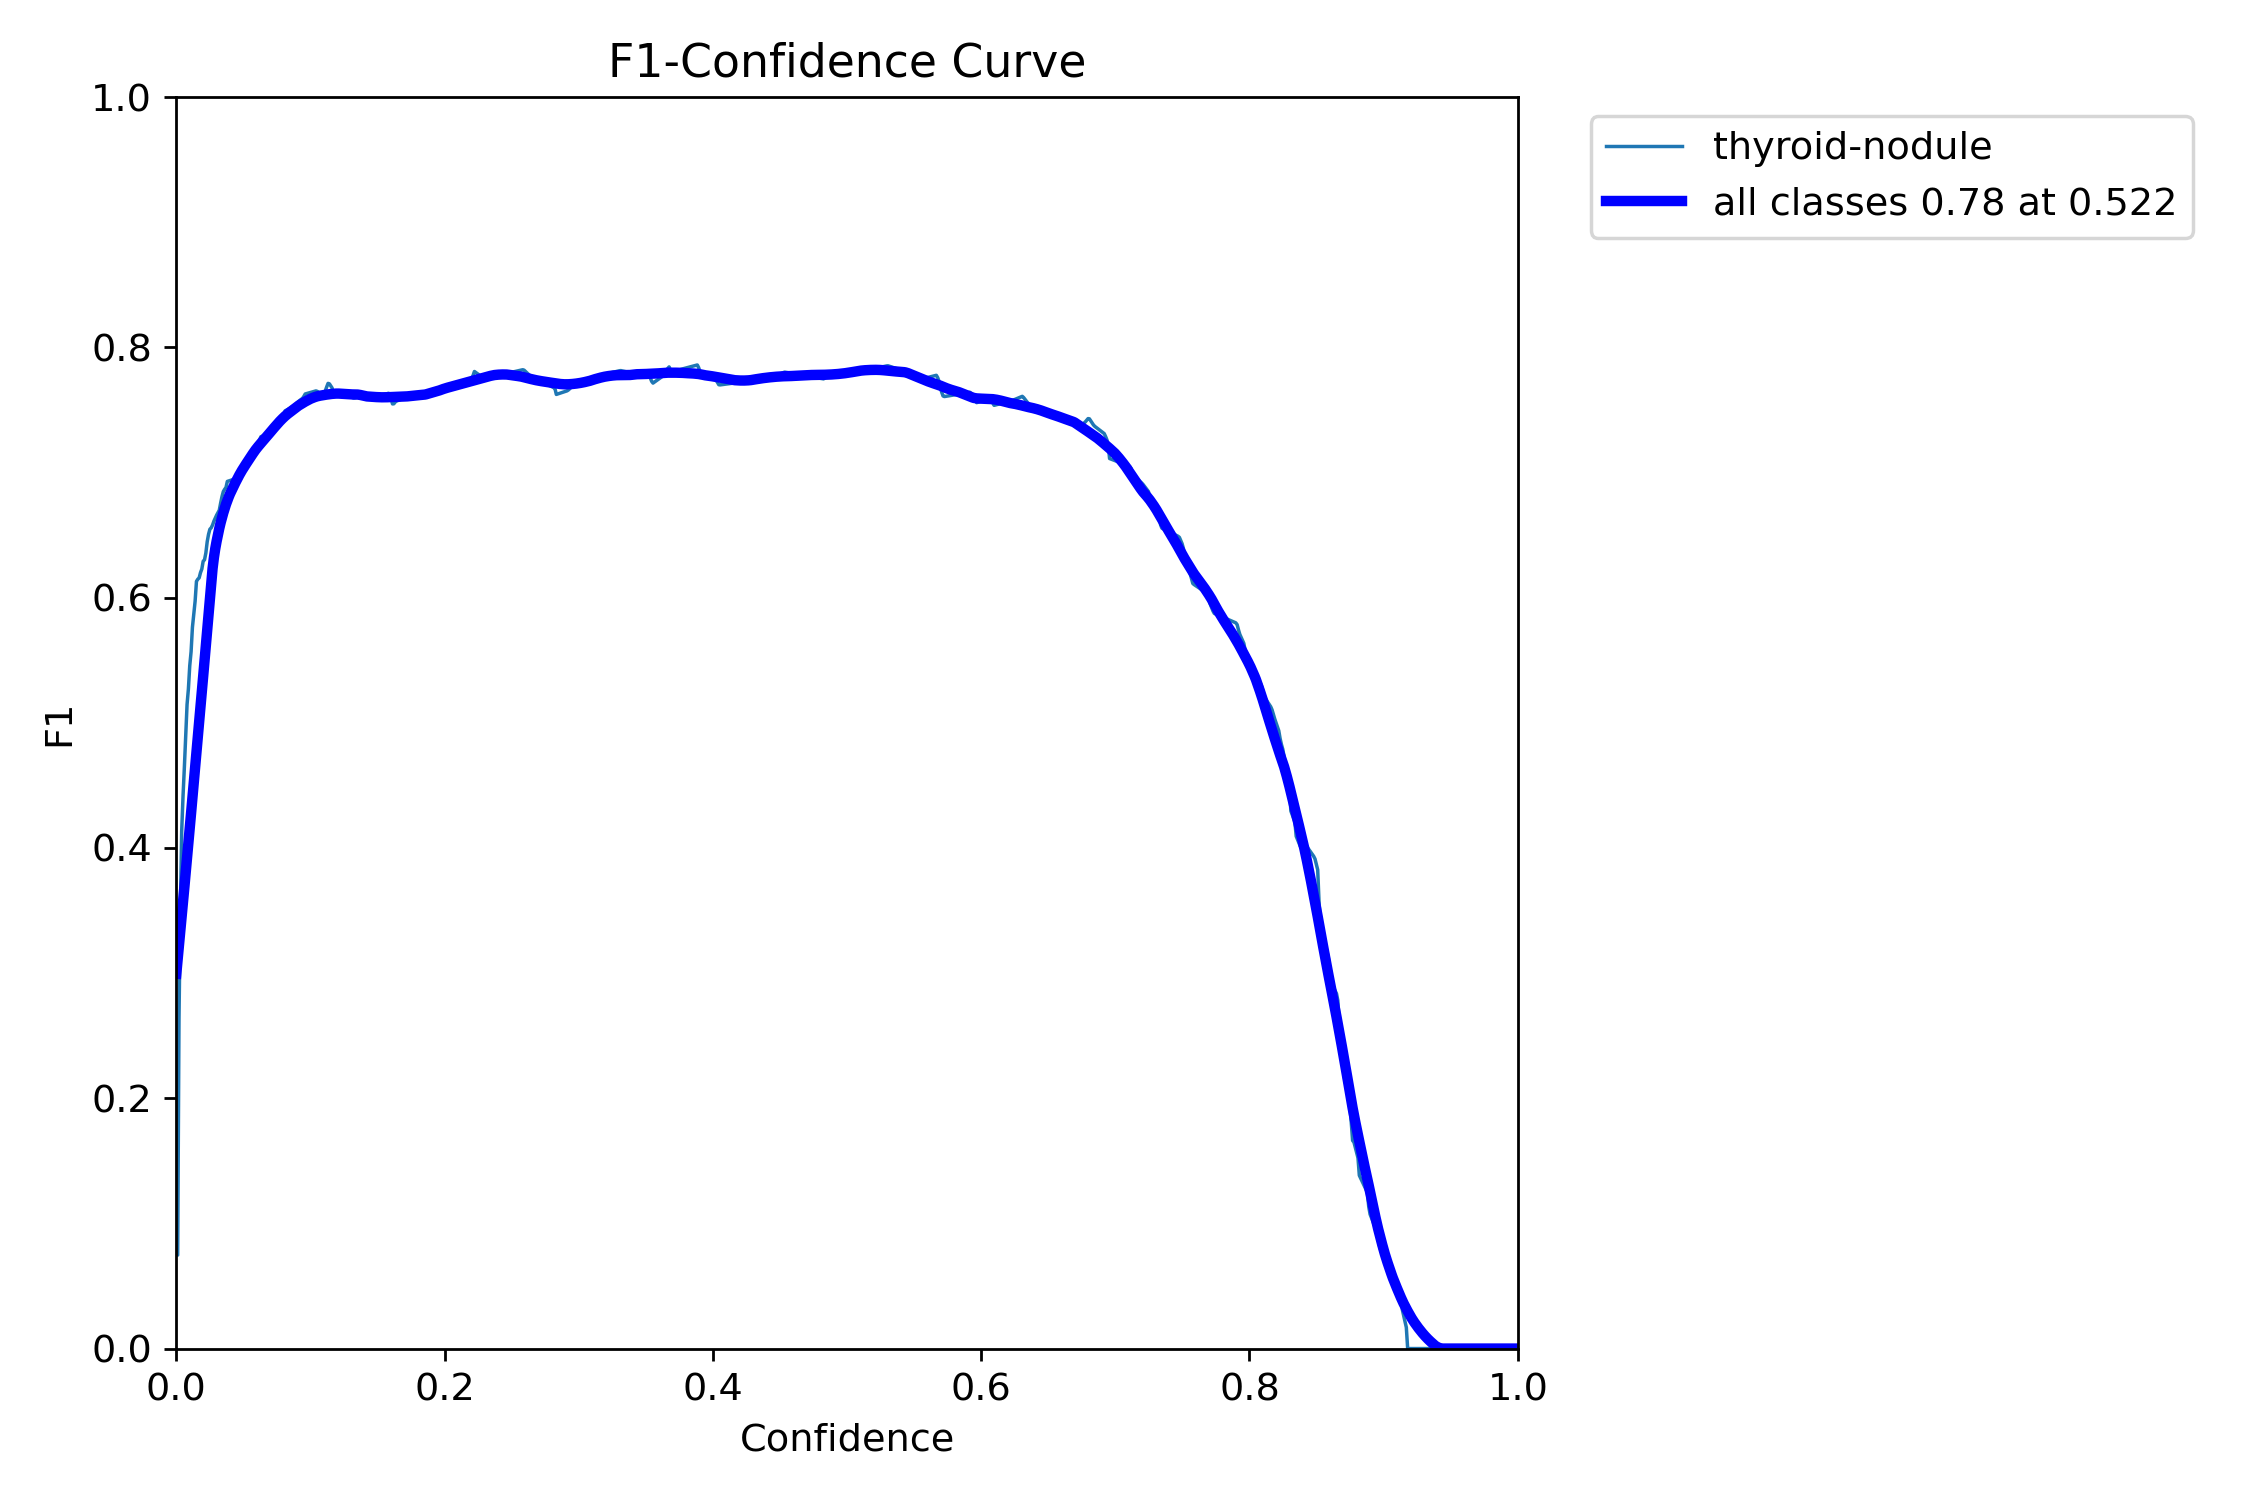 F1-Confidence Curve
1.0
0.8
0.6
0.4
0.2
0.0
F1
0.0 0.2 0.4 0.6 0.8 1.0
Confidence
thyroid-nodule
all classes 0.78 at 0.522